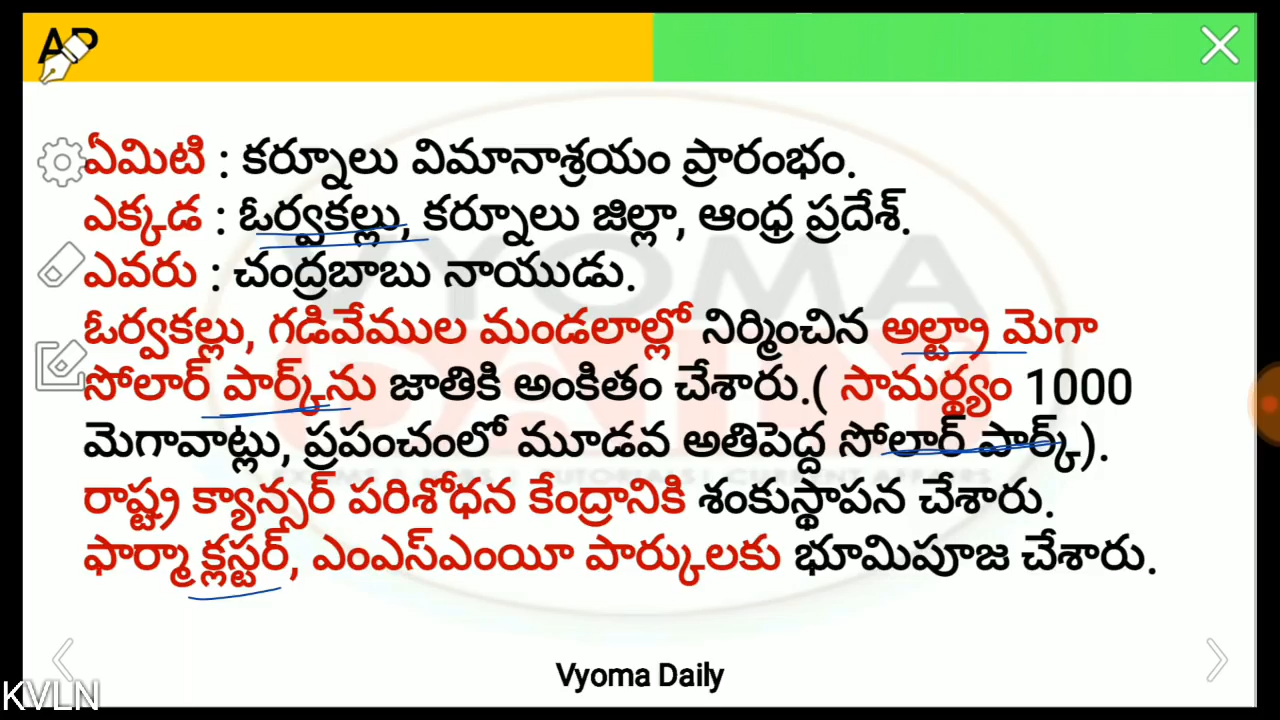 AP
ఏమిటి : కర్నూలు విమానాశ్రయం ప్రారంభం.
ఎక్కడ : ఓర్వకల్లు, కర్నూలు జిల్లా, ఆంధ్ర ప్రదేశ్.
ఎవరు : చంద్రబాబు నాయుడు.
ఓర్వకల్లు, గడివేముల మండలాల్లో నిర్మించిన అల్ట్రా మెగా
సోలార్ పార్క్‌ను జాతికి అంకితం చేశారు.( సామర్థ్యం 1000
మెగావాట్లు, ప్రపంచంలో మూడవ అతిపెద్ద సోలార్ పార్క్).
రాష్ట్ర క్యాన్సర్ పరిశోధన కేంద్రానికి శంకుస్థాపన చేశారు.
ఫార్మా క్లస్టర్, ఎంఎస్ఎంయీ పార్కులకు భూమిపూజ చేశారు.
Vyoma Daily
KVLN